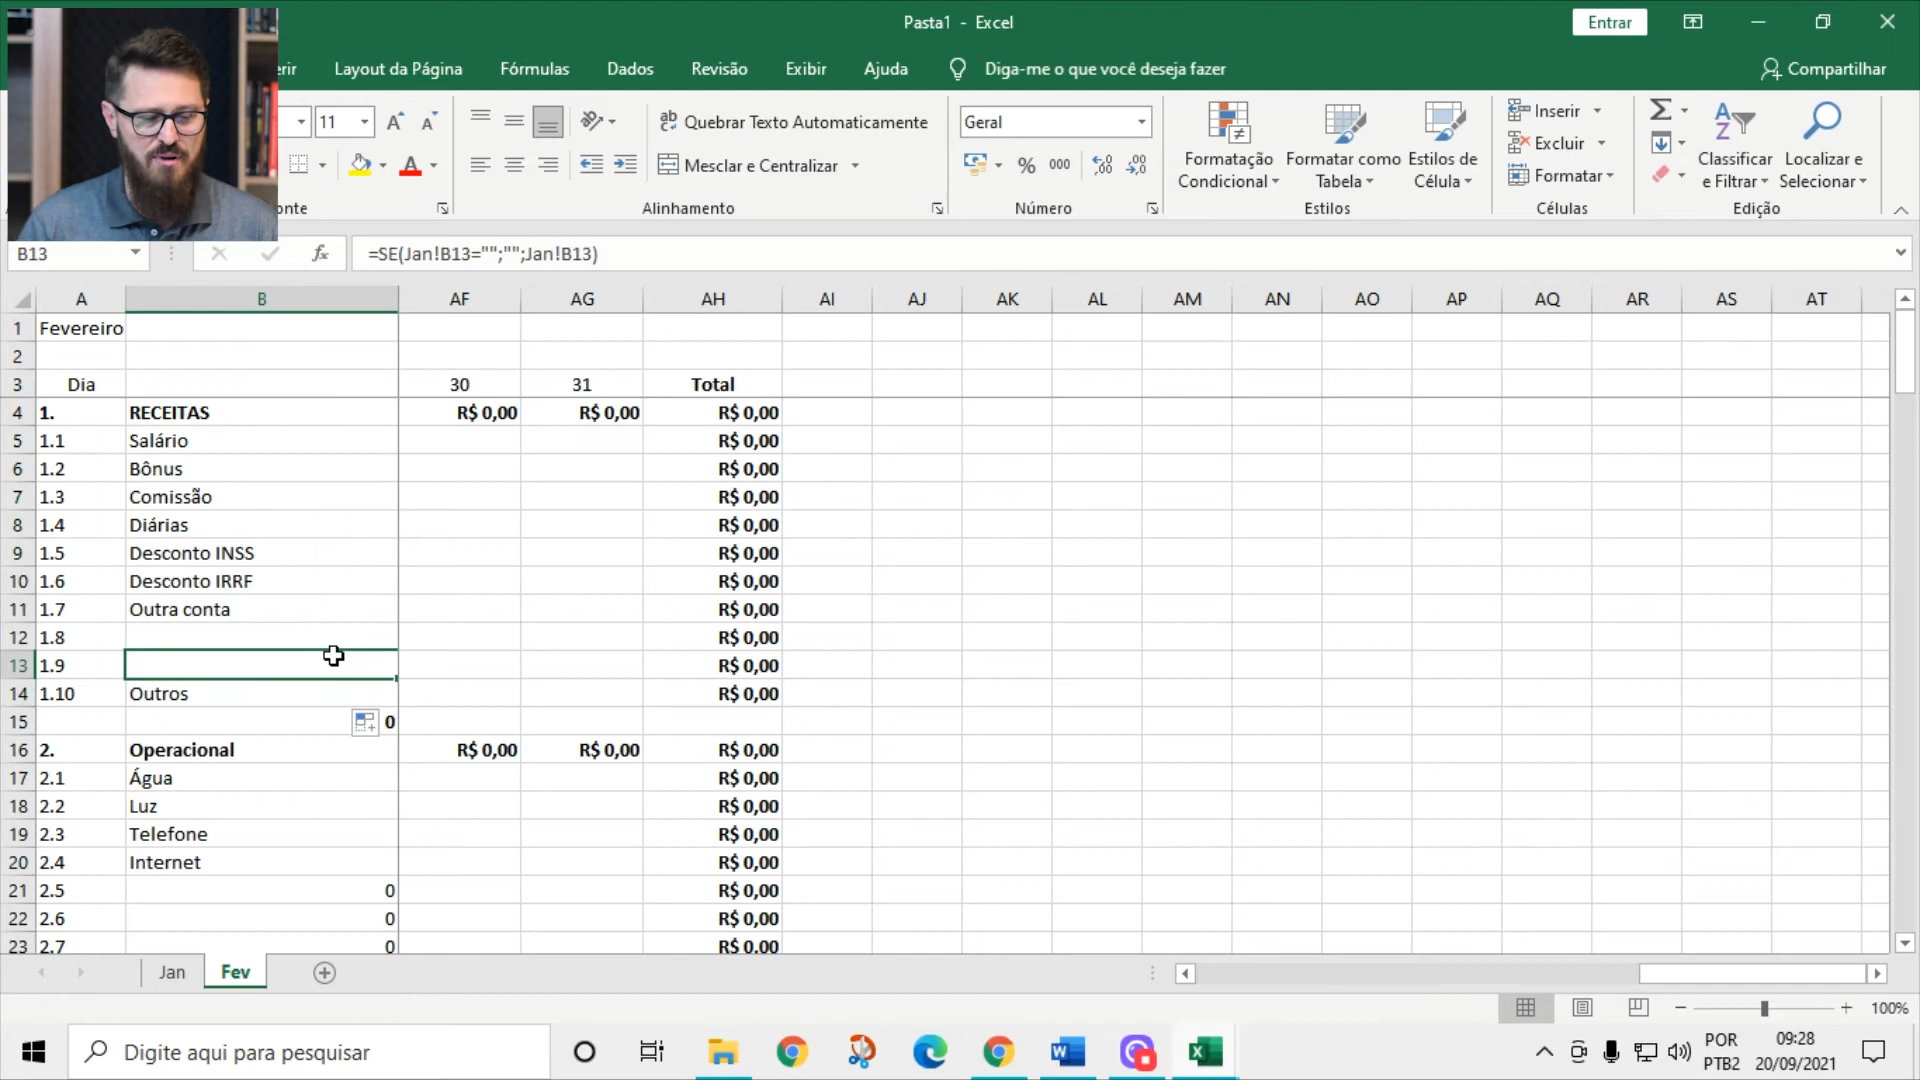 Pasta1 - Excel
Entrar
erir
Layout da Página
Fórmulas
Dados
Revisão
Exibir
Ajuda
Diga-me o que você deseja fazer
Compartilhar
11
Quebrar Texto Automaticamente
Mesclar e Centralizar
Geral
% 000
Formatação Condicional
Formatar como Tabela
Estilos de Célula
Inserir
Excluir
Formatar
Classificar e Filtrar
Localizar e Selecionar
onte
Alinhamento
Número
Estilos
Células
Edição
B13
fx
=SE(Jan!B13="";"";Jan!B13)
A B AF AG AH AI AJ AK AL AM AN AO AP AQ AR AS AT
1 Fevereiro
2
3 Dia 30 31 Total
4 1. RECEITAS R$ 0,00 R$ 0,00 R$ 0,00
5 1.1 Salário R$ 0,00
6 1.2 Bônus R$ 0,00
7 1.3 Comissão R$ 0,00
8 1.4 Diárias R$ 0,00
9 1.5 Desconto INSS R$ 0,00
10 1.6 Desconto IRRF R$ 0,00
11 1.7 Outra conta R$ 0,00
12 1.8 R$ 0,00
13 1.9 R$ 0,00
14 1.10 Outros R$ 0,00
15 0
16 2. Operacional R$ 0,00 R$ 0,00 R$ 0,00
17 2.1 Água R$ 0,00
18 2.2 Luz R$ 0,00
19 2.3 Telefone R$ 0,00
20 2.4 Internet R$ 0,00
21 2.5 0 R$ 0,00
22 2.6 0 R$ 0,00
23 2.7 0 R$ 0,00
Jan
Fev
100%
Digite aqui para pesquisar
POR
PTB2
09:28
20/09/2021